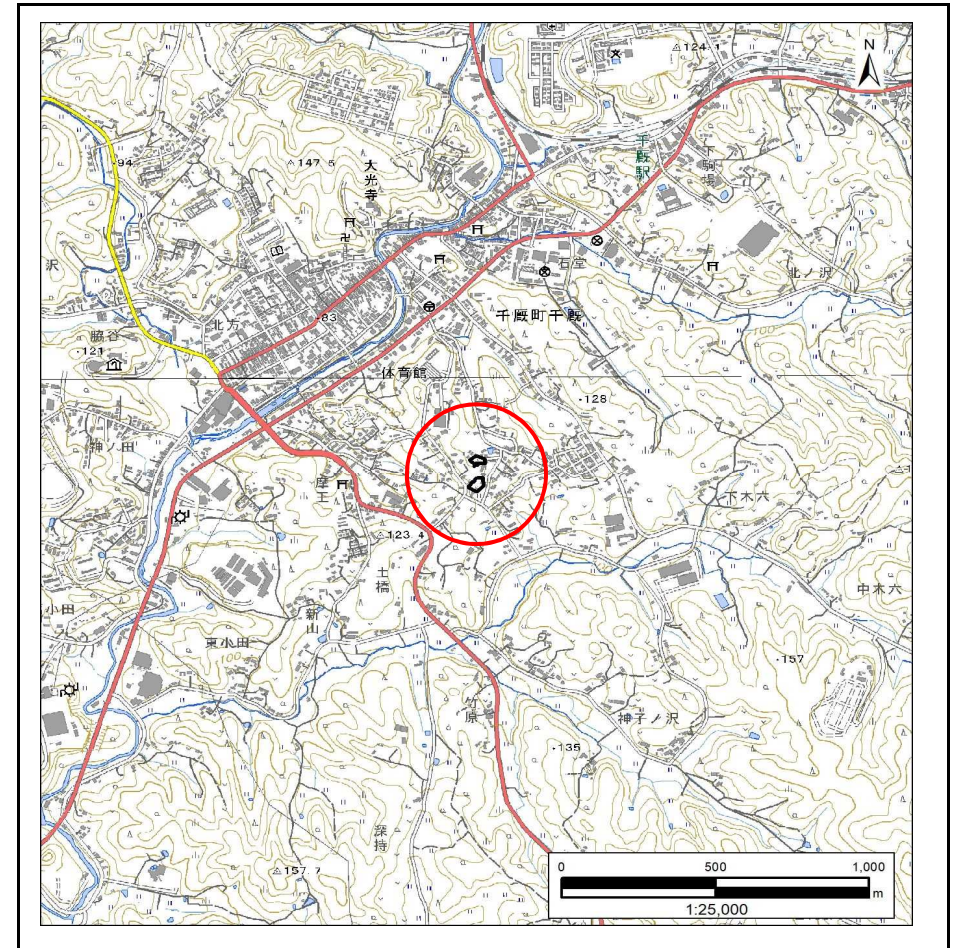 124.1
N
千厩駅
下駒場
94
147.5
大光寺
沢
石堂
北ノ沢
83
北方
千厩町千厩
脇谷
121
体育館
128
神ノ田
摩王
下木六
123.4
土橋
中木六
小田
新山
東小田
157
竹原
神子ノ沢
135
深持
157.7
0 500 1,000
m
1:25,000